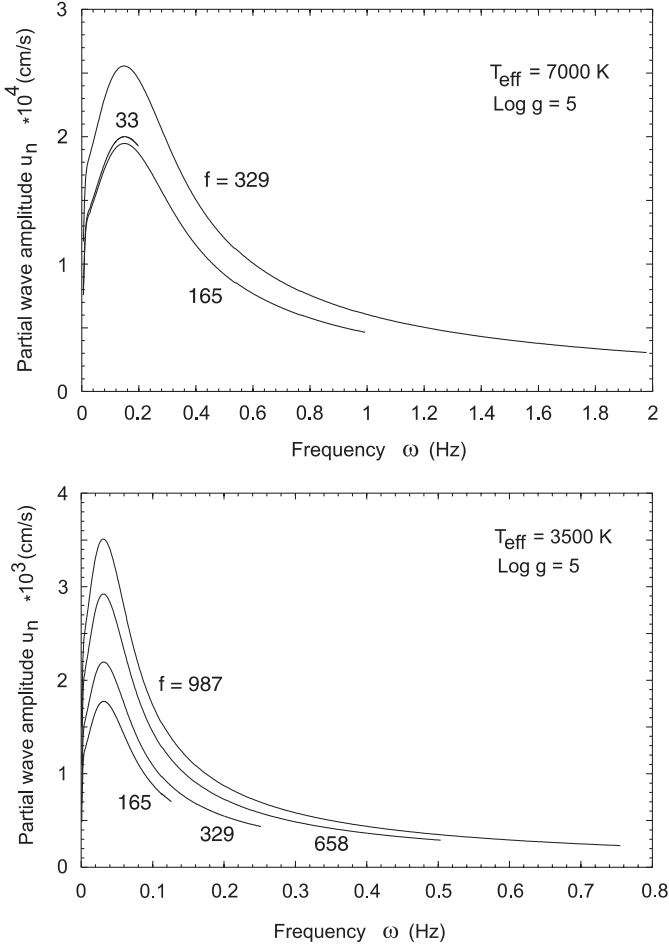 4
3
2
1
0
Partial wave amplitude u_n *10^4 (cm/s)
T_eff = 7000 K
Log g = 5
33
f = 329
165
0 0.2 0.4 0.6 0.8 1 1.2 1.4 1.6 1.8 2
Frequency ω (Hz)
4
3
2
1
0
Partial wave amplitude u_n *10^3 (cm/s)
T_eff = 3500 K
Log g = 5
f = 987
165
329
658
0 0.1 0.2 0.3 0.4 0.5 0.6 0.7 0.8
Frequency ω (Hz)